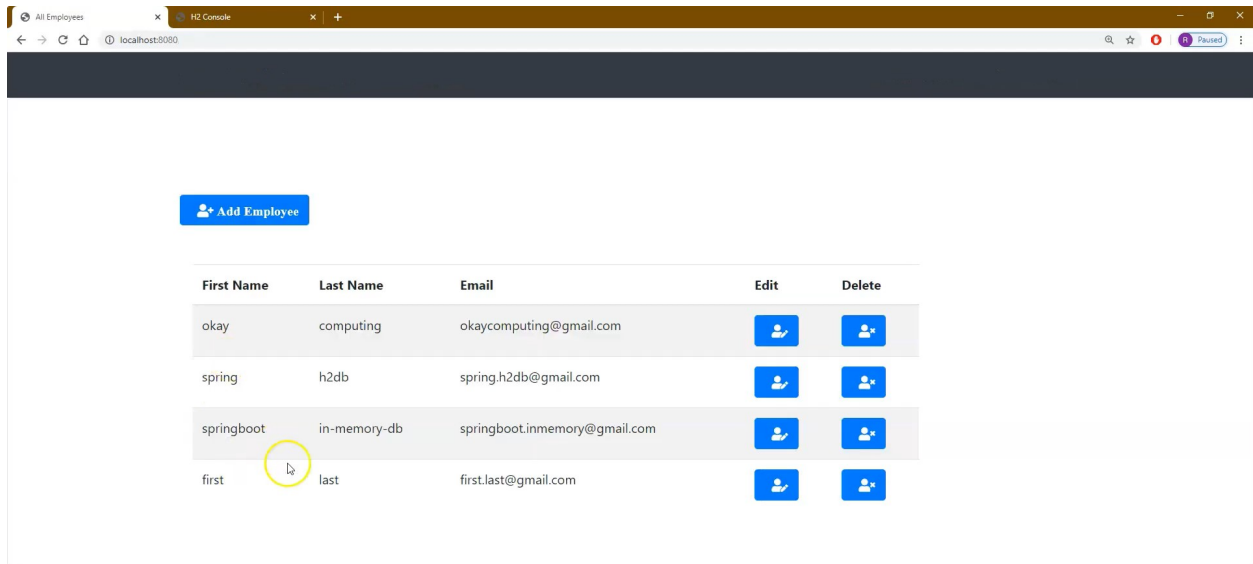 All Employees
H2 Console
localhost:8080
R Paused
Add Employee
First Name Last Name Email Edit Delete
okay computing okaycomputing@gmail.com
spring h2db spring.h2db@gmail.com
springboot in-memory-db springboot.inmemory@gmail.com
first last first.last@gmail.com